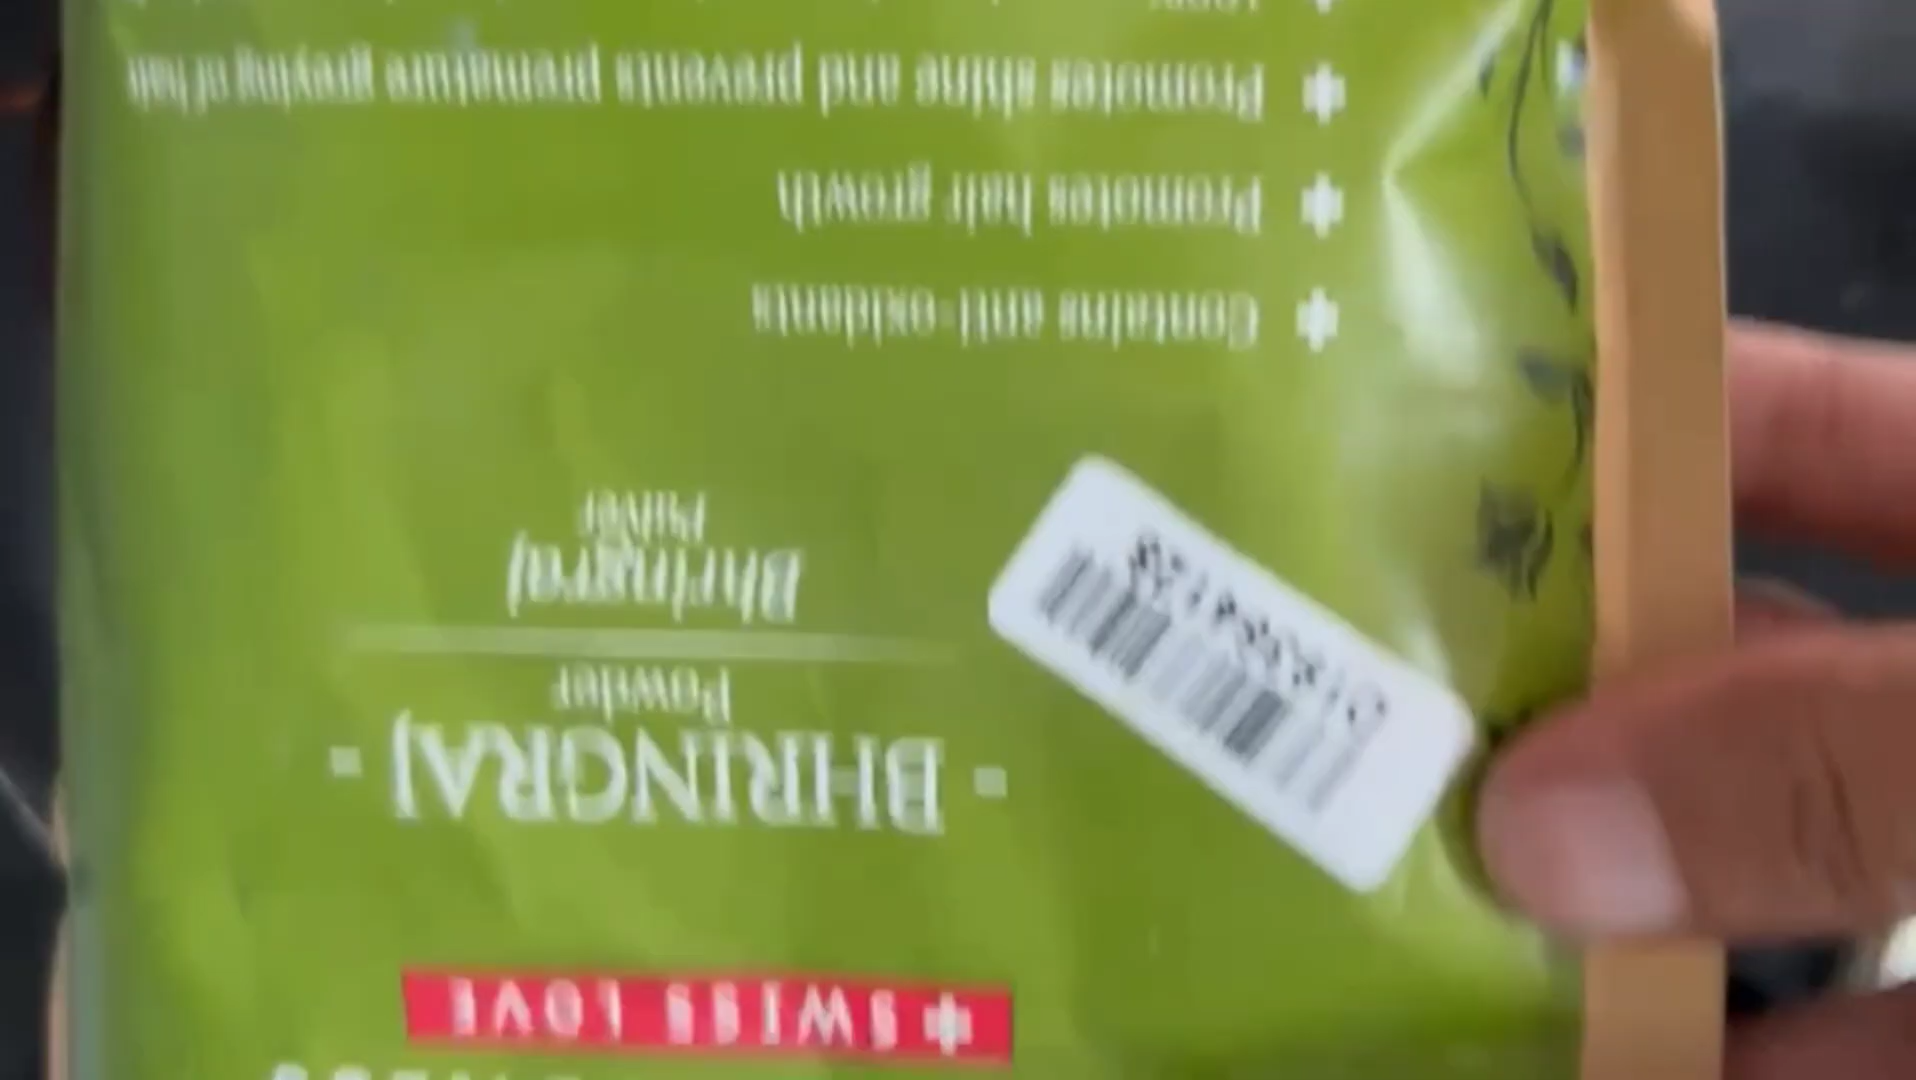 SWISS LOVE
BHRINGRAJ
Powder
Bhringraj
Pulver
Contains anti-oxidants
Promotes hair growth
Promotes shine and prevents premature greying of hair